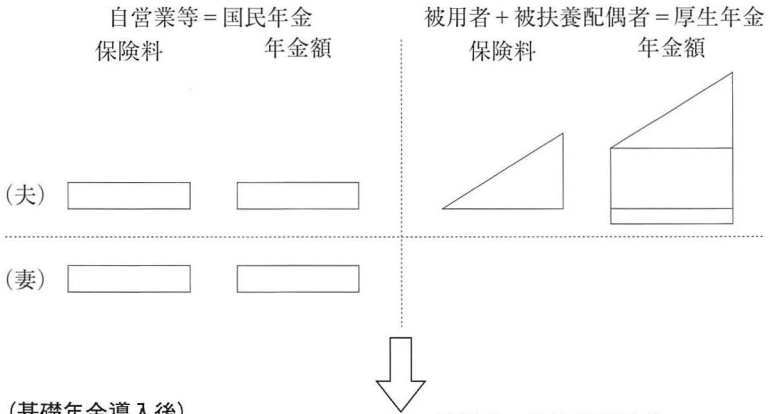 自営業等＝国民年金
被用者＋被扶養配偶者＝厚生年金
保険料
年金額
保険料
年金額
（夫）
（妻）
（基礎年金導入後）